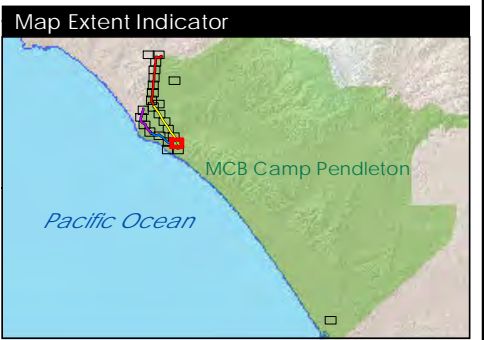 Map Extent Indicator
MCB Camp Pendleton
Pacific Ocean